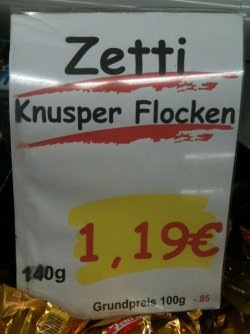 Zetti
Knusper Flocken
1,19€
140g
Grundpreis 100g -.85